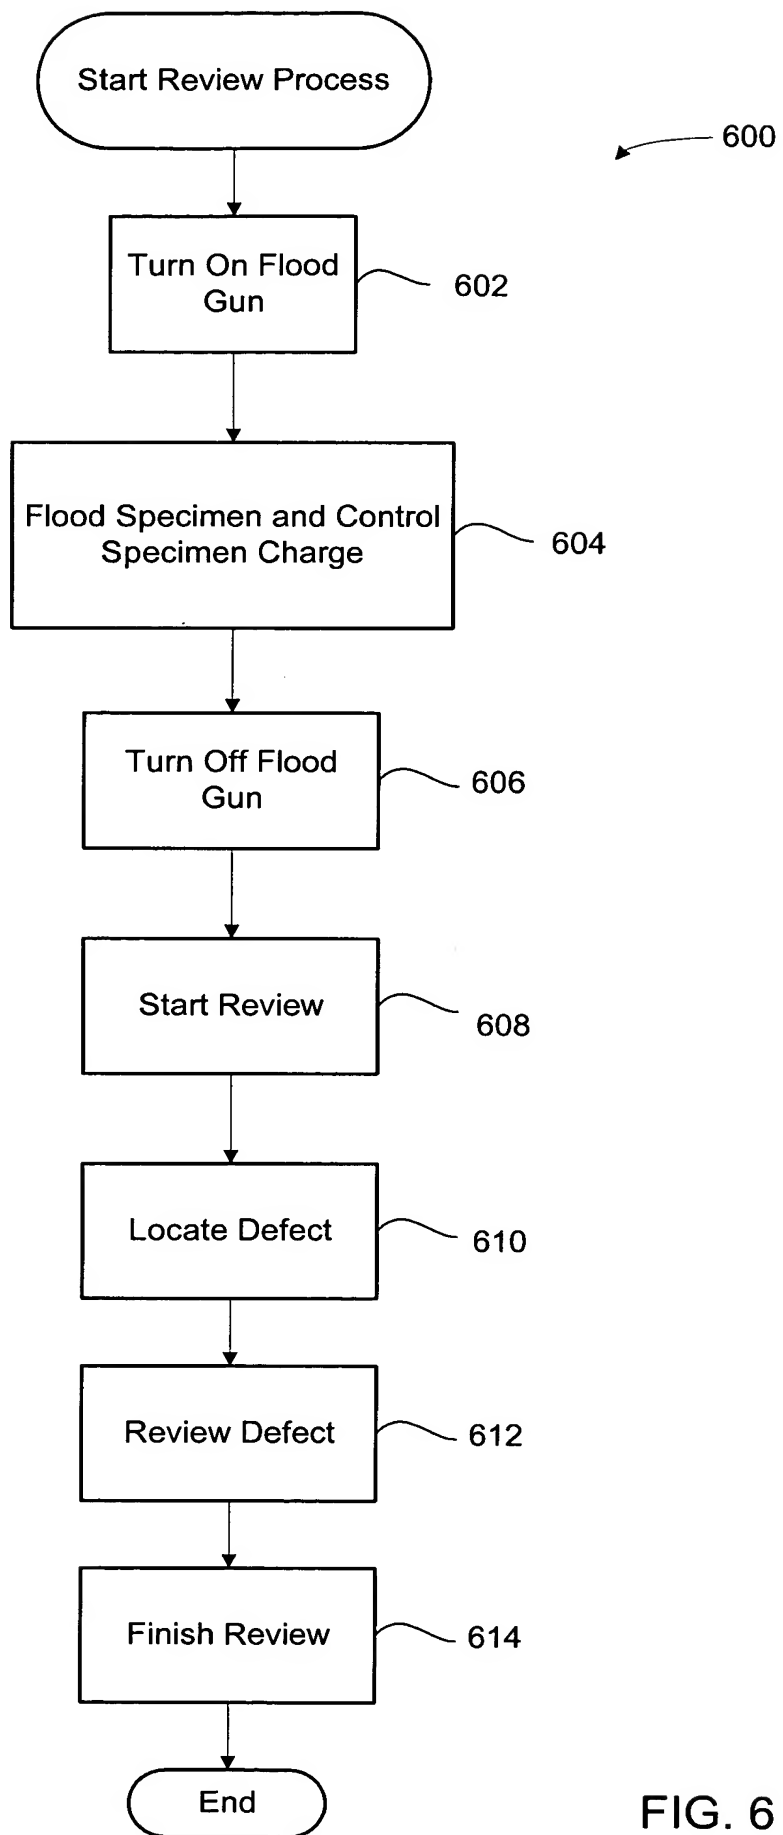 Start Review Process
600
Turn On Flood
Gun
602
Flood Specimen and Control
Specimen Charge
604
Turn Off Flood
Gun
606
Start Review
608
Locate Defect
610
Review Defect
612
Finish Review
614
End
FIG. 6